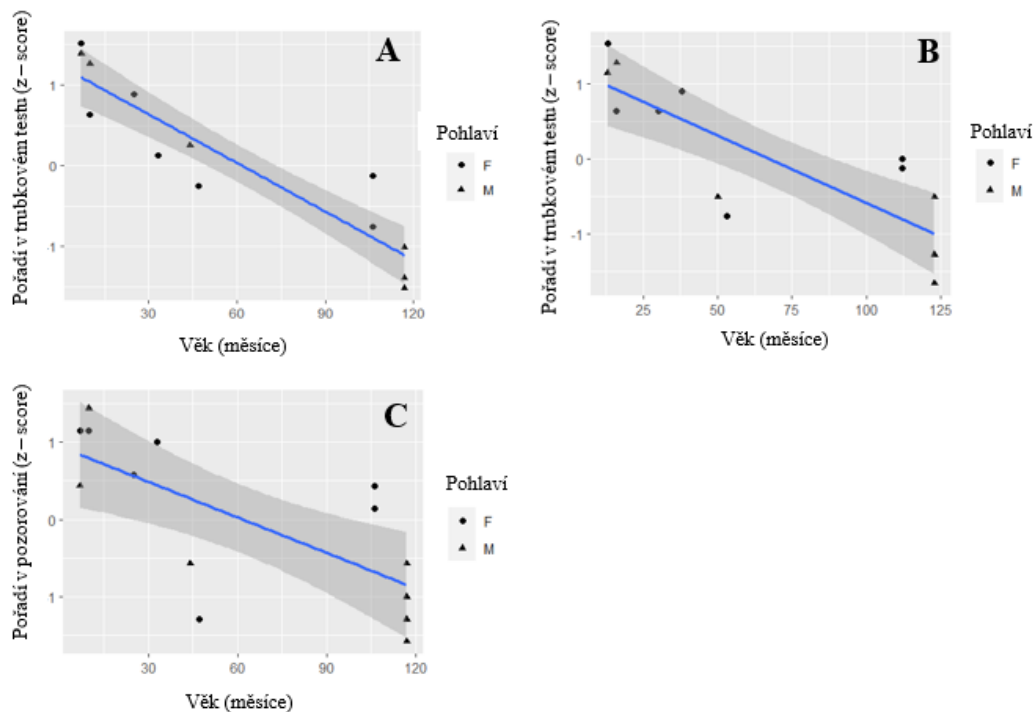 A
Pořadí v trubkovém testu (z – score)
1
0
-1
30
60
90
120
Věk (měsíce)
Pohlaví
F
M
B
Pořadí v trubkovém testu (z – score)
1
0
-1
25
50
75
100
125
Věk (měsíce)
Pohlaví
F
M
C
Pořadí v pozorování (z – score)
1
0
1
30
60
90
120
Věk (měsíce)
Pohlaví
F
M